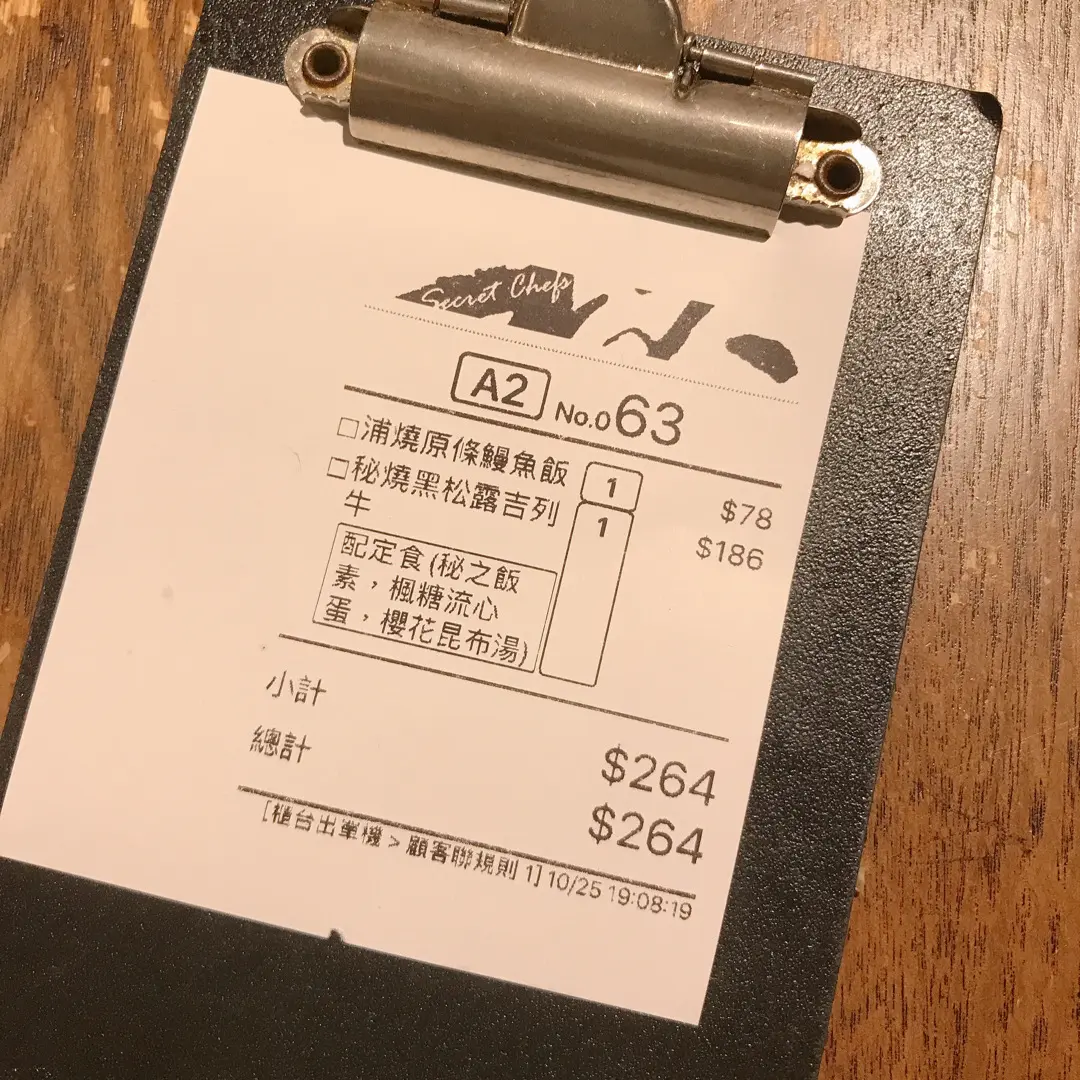 Secret Chefs
A2 No.063
□浦燒原條鰻魚飯 1 $78
□秘燒黑松露吉列 1 $186
牛
配定食 (秘之飯
素，楓糖流心
蛋，櫻花昆布湯)
小計 $264
總計 $264
[櫃台出單機 > 顧客聯規則 1] 10/25 19:08:19